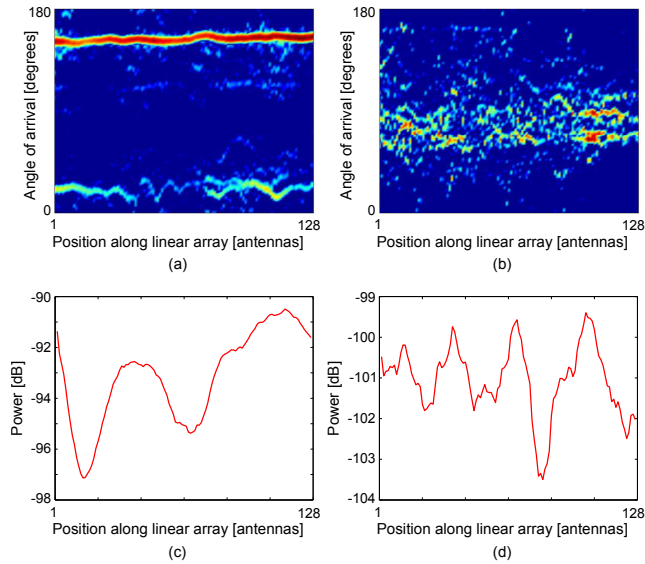 180
Angle of arrival [degrees]
0
1
128
Position along linear array [antennas]
(a)
180
Angle of arrival [degrees]
0
1
128
Position along linear array [antennas]
(b)
-90
-92
-94
-96
-98
Power [dB]
1
128
Position along linear array [antennas]
(c)
-99
-100
-101
-102
-103
-104
Power [dB]
1
128
Position along linear array [antennas]
(d)